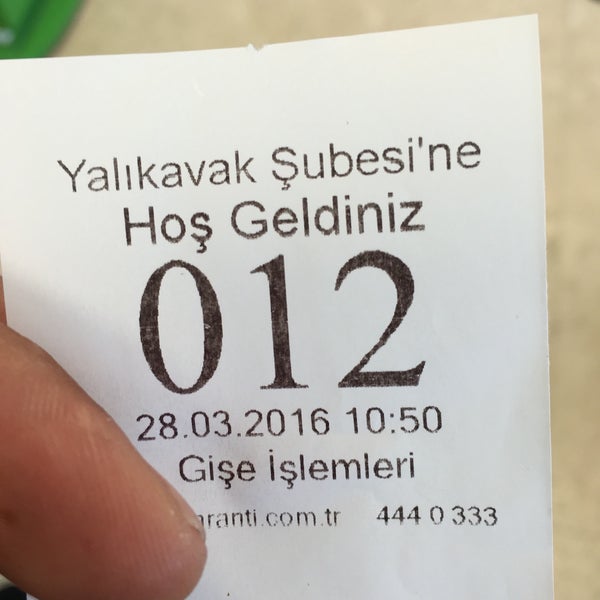 Yalıkavak Şubesi'ne
Hoş Geldiniz
012
28.03.2016 10:50
Gişe İşlemleri
444 0 333